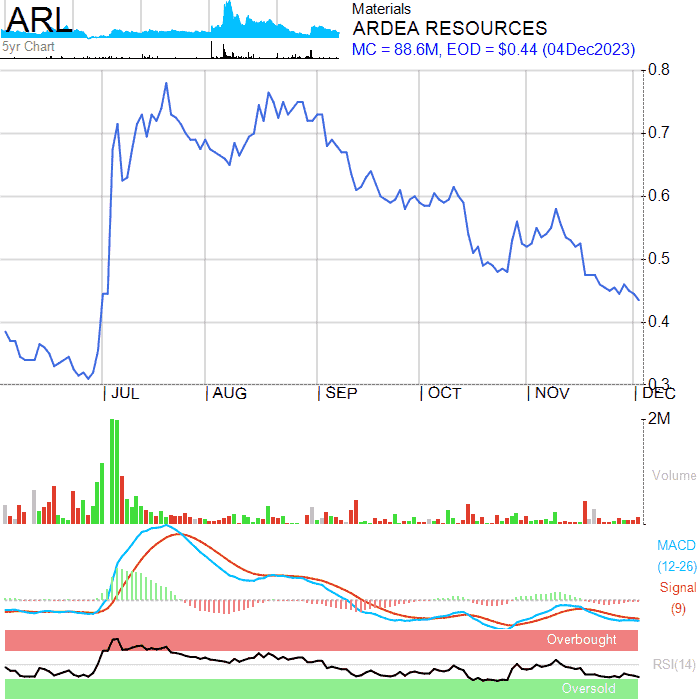 ARL
5yr Chart
Materials
ARDEA RESOURCES
MC = 88.6M, EOD = $0.44 (04Dec2023)
0.8
0.7
0.6
0.5
0.4
0.3
JUL AUG SEP OCT NOV DEC
2M
Volume
MACD
(12-26)
Signal
(9)
Overbought
RSI(14)
Oversold